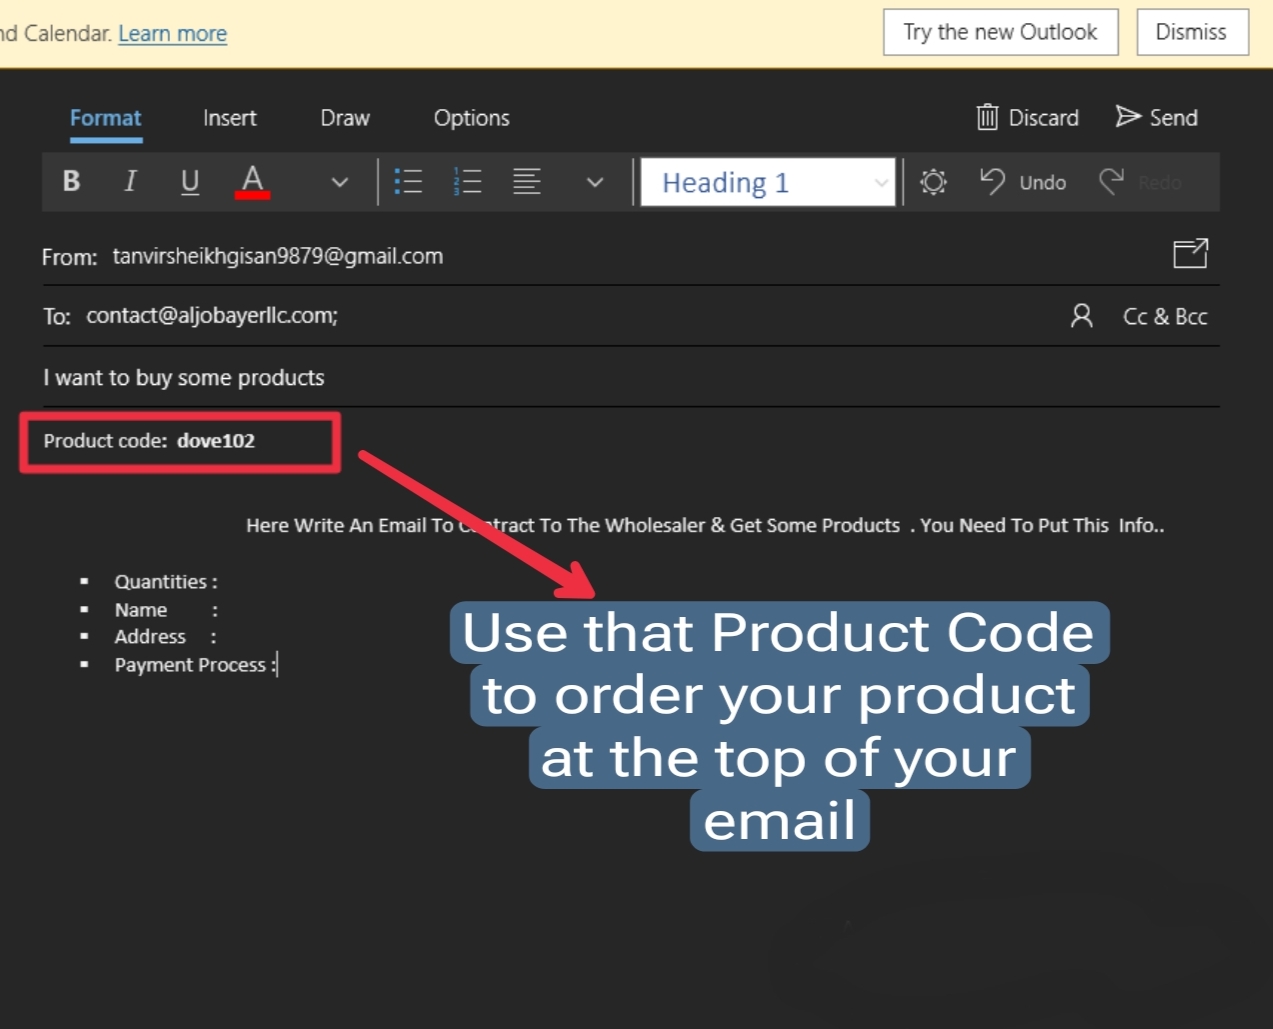 nd Calendar. Learn more
Try the new Outlook
Dismiss
Format
Insert
Draw
Options
Discard
Send
B
I
U
A
Heading 1
Undo
Redo
From: tanvirsheikhgisan9879@gmail.com
To: contact@aljobayerllc.com;
Cc & Bcc
I want to buy some products
Product code: dove102
Here Write An Email To Contract To The Wholesaler & Get Some Products . You Need To Put This Info..
▪ Quantities :
▪ Name :
▪ Address :
▪ Payment Process :
Use that Product Code
to order your product
at the top of your
email